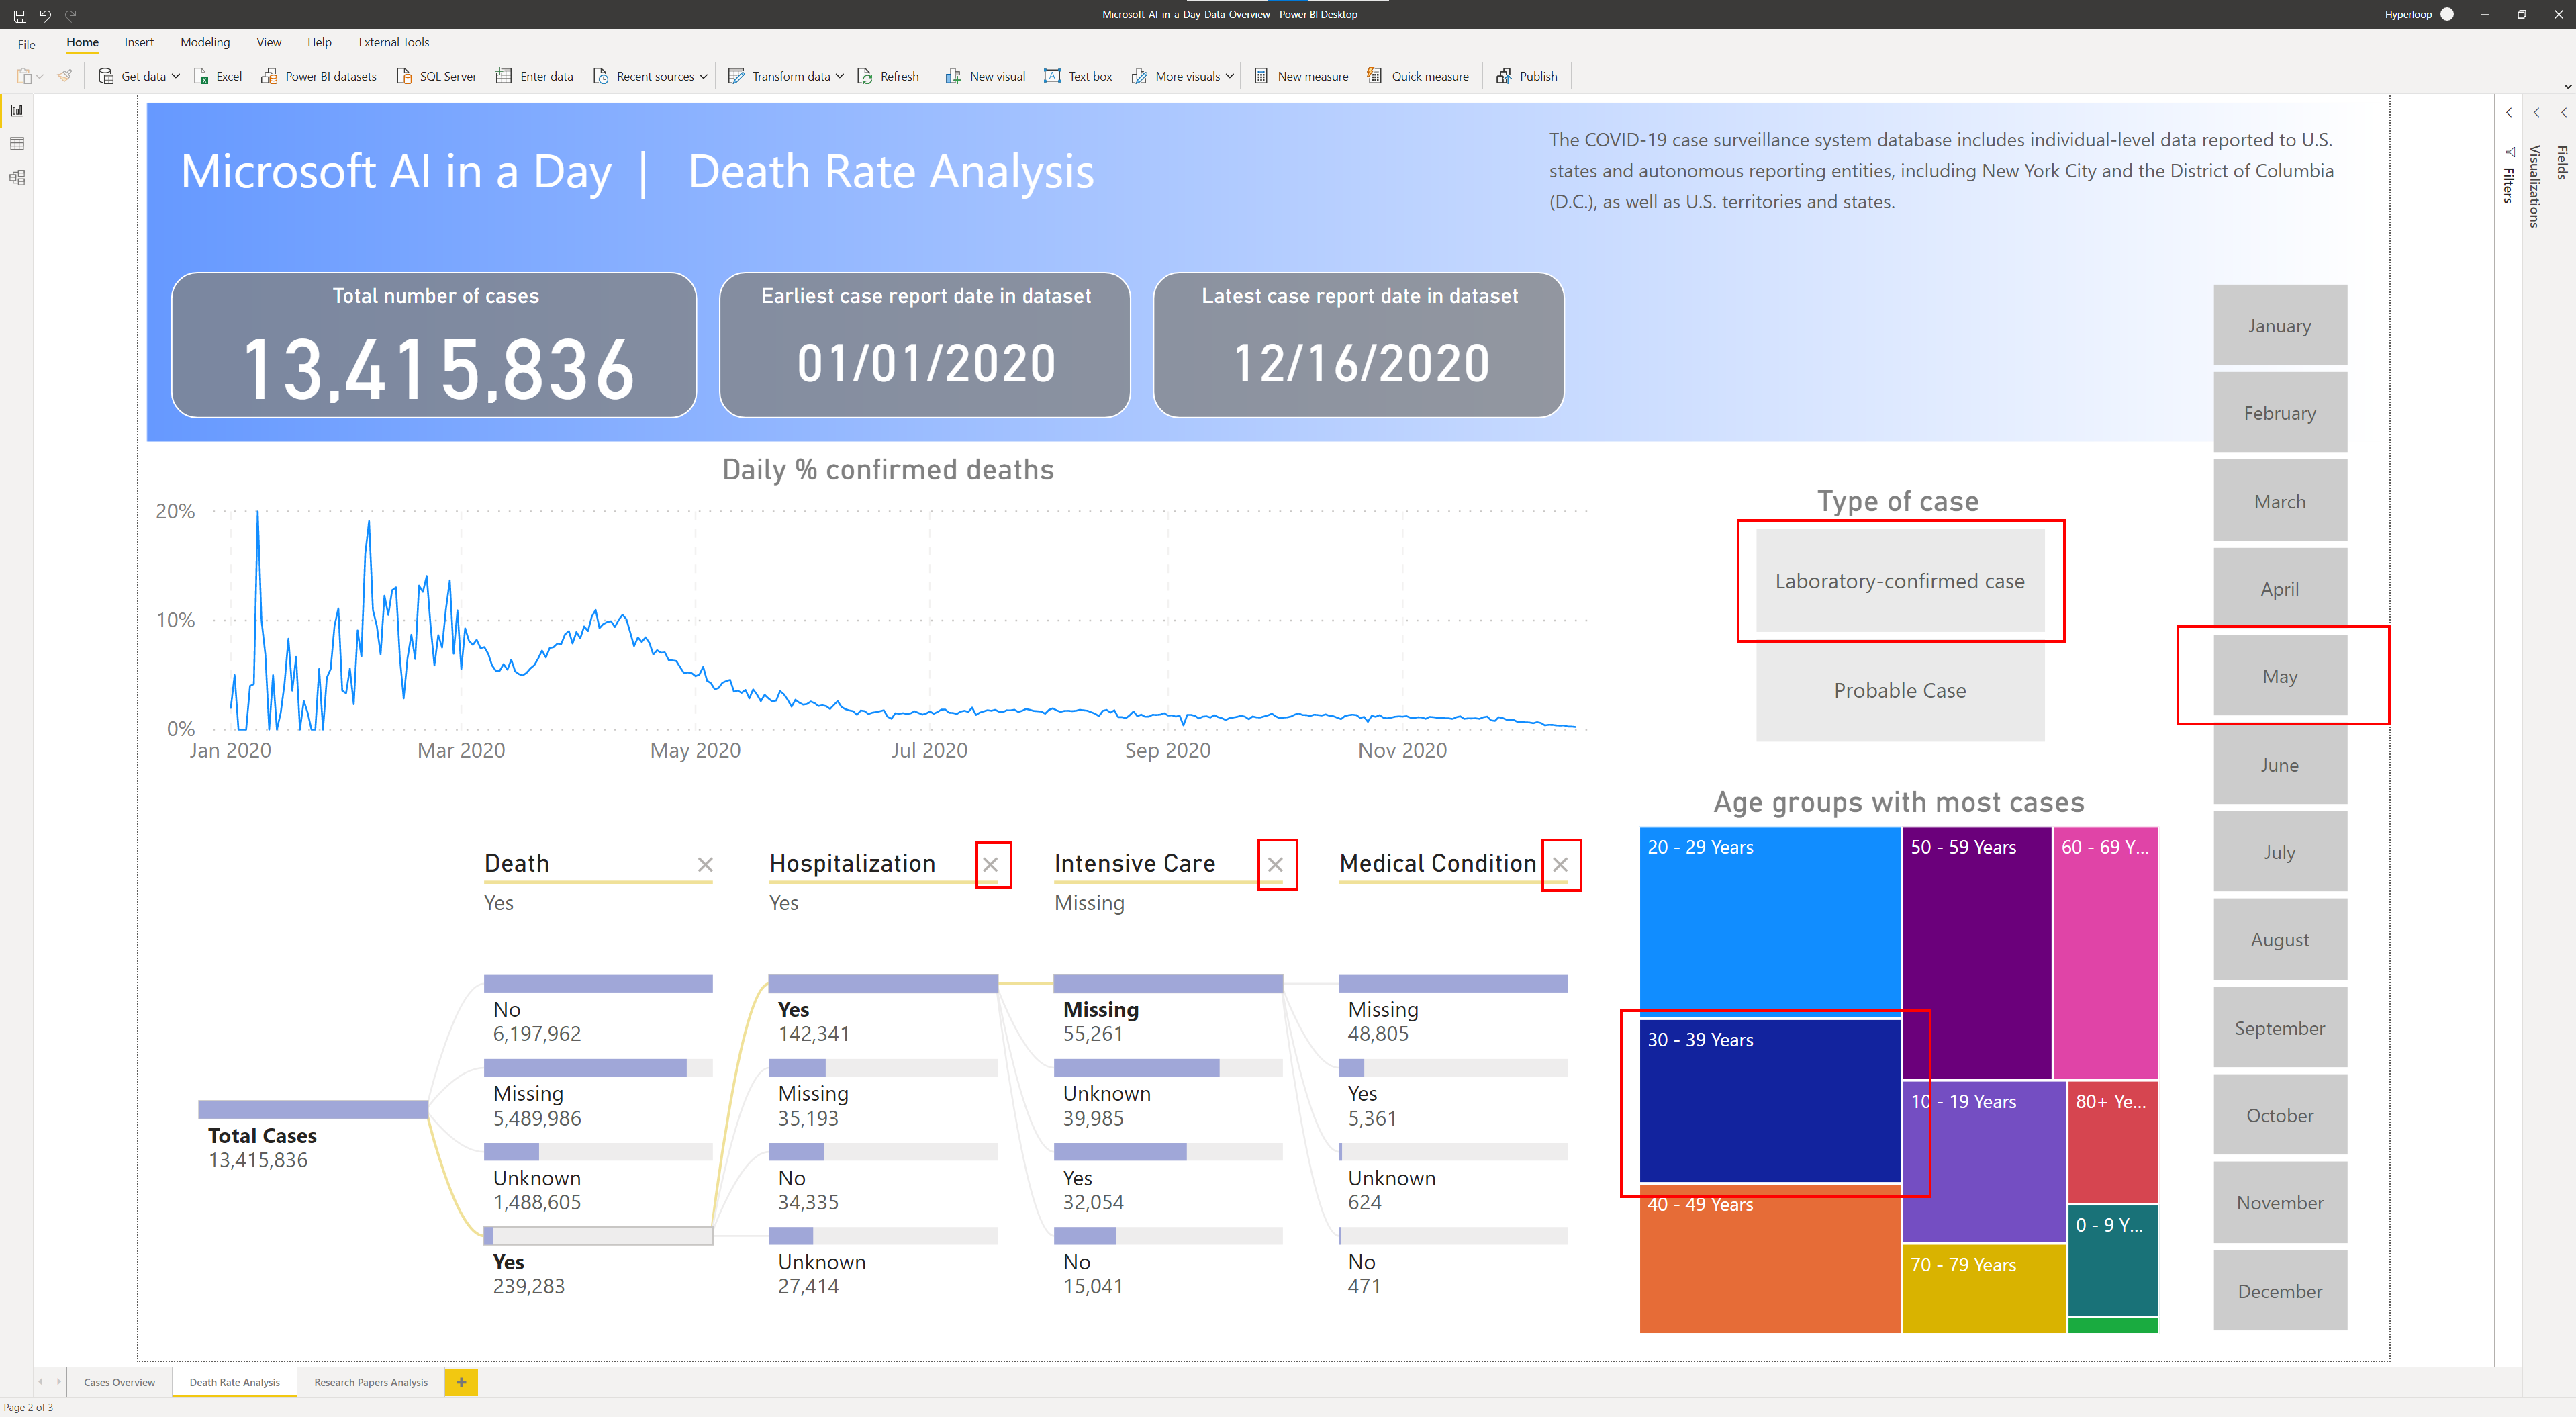 Microsoft-AI-in-a-Day-Data-Overview - Power BI Desktop
Hyperloop
File
Home
Insert
Modeling
View
Help
External Tools
Get data
Excel
Power BI datasets
SQL Server
Enter data
Recent sources
Transform data
Refresh
New visual
Text box
More visuals
New measure
Quick measure
Publish
Filters
Visualizations
Fields
Microsoft AI in a Day | Death Rate Analysis
The COVID-19 case surveillance system database includes individual-level data reported to U.S.
states and autonomous reporting entities, including New York City and the District of Columbia
(D.C.), as well as U.S. territories and states.
Total number of cases
13,415,836
Earliest case report date in dataset
01/01/2020
Latest case report date in dataset
12/16/2020
January
February
March
April
May
June
July
August
September
October
November
December
Daily % confirmed deaths
20%
10%
0%
Jan 2020
Mar 2020
May 2020
Jul 2020
Sep 2020
Nov 2020
Type of case
Laboratory-confirmed case
Probable Case
Death
Yes
Hospitalization
Yes
Intensive Care
Missing
Medical Condition
Total Cases
13,415,836
No
6,197,962
Missing
5,489,986
Unknown
1,488,605
Yes
239,283
Yes
142,341
Missing
35,193
No
34,335
Unknown
27,414
Missing
55,261
Unknown
39,985
Yes
32,054
No
15,041
Missing
48,805
Yes
5,361
Unknown
624
No
471
Age groups with most cases
20 - 29 Years
30 - 39 Years
40 - 49 Years
50 - 59 Years
60 - 69 Y...
10 - 19 Years
80+ Ye...
70 - 79 Years
0 - 9 Y...
Cases Overview
Death Rate Analysis
Research Papers Analysis
Page 2 of 3